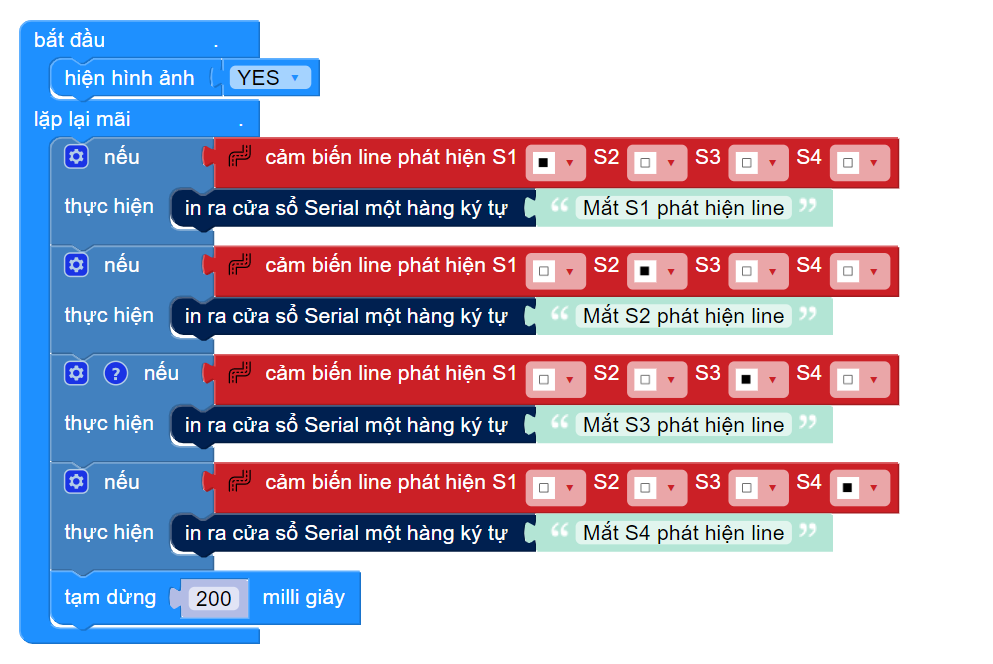 bắt đầu .
hiện hình ảnh YES
lặp lại mãi .
nếu cảm biến line phát hiện S1 S2 S3 S4
thực hiện in ra cửa sổ Serial một hàng ký tự “ Mắt S1 phát hiện line ”
nếu cảm biến line phát hiện S1 S2 S3 S4
thực hiện in ra cửa sổ Serial một hàng ký tự “ Mắt S2 phát hiện line ”
? nếu cảm biến line phát hiện S1 S2 S3 S4
thực hiện in ra cửa sổ Serial một hàng ký tự “ Mắt S3 phát hiện line ”
nếu cảm biến line phát hiện S1 S2 S3 S4
thực hiện in ra cửa sổ Serial một hàng ký tự “ Mắt S4 phát hiện line ”
tạm dừng 200 milli giây